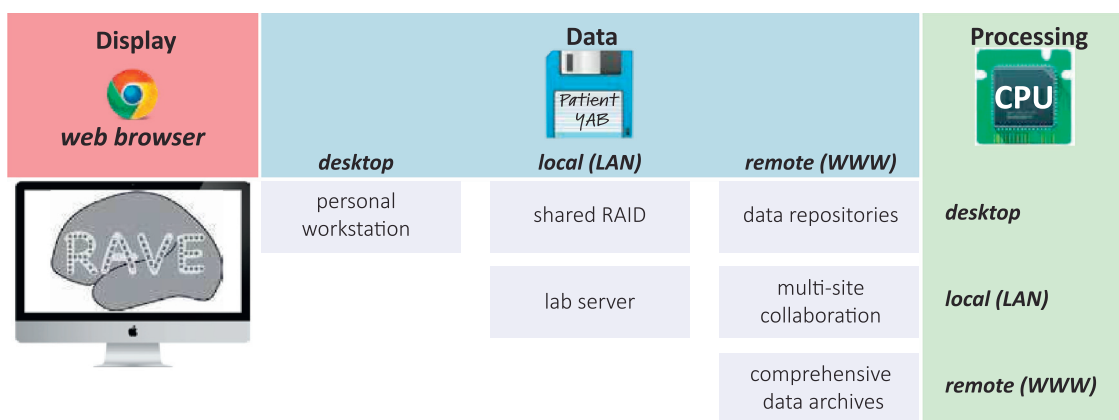 Display
Data
Processing
Patient
YAB
CPU
web browser
desktop
local (LAN)
remote (WWW)
RAVE
personal
workstation
shared RAID
data repositories
desktop
lab server
multi-site
collaboration
local (LAN)
comprehensive
data archives
remote (WWW)